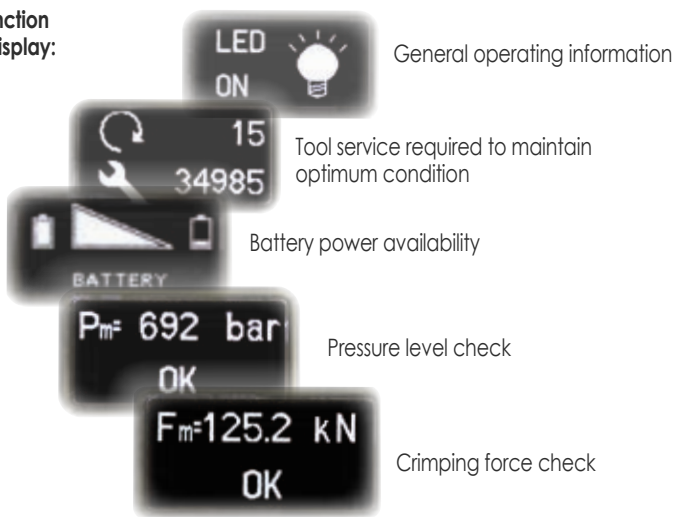 nction
isplay:
LED
ON
General operating information
15
34985
Tool service required to maintain
optimum condition
BATTERY
Battery power availability
Pm= 692 bar
OK
Pressure level check
Fm=125.2 kN
OK
Crimping force check